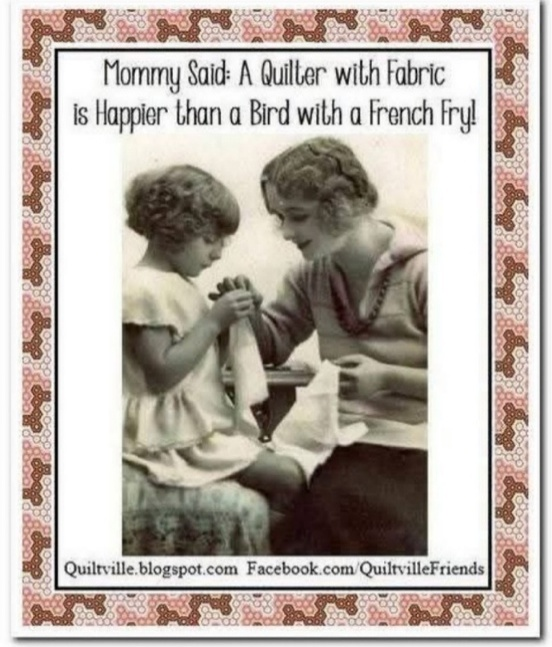 Mommy Said: A Quilter with Fabric
is Happier than a Bird with a French Fry!
Quiltville.blogspot.com Facebook.com/QuiltvilleFriends